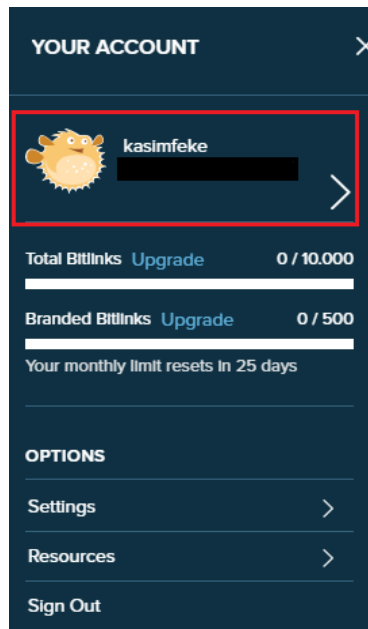 YOUR ACCOUNT
kasimfeke
Total Bitlinks Upgrade 0 / 10.000
Branded Bitlinks Upgrade 0 / 500
Your monthly limit resets in 25 days
OPTIONS
Settings
Resources
Sign Out